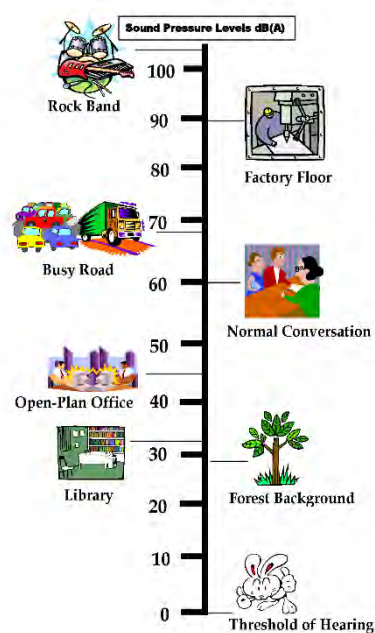 Sound Pressure Levels dB(A)
100
Rock Band
90
Factory Floor
80
70
Busy Road
60
Normal Conversation
50
Open-Plan Office
40
30
Library
Forest Background
20
10
0
Threshold of Hearing